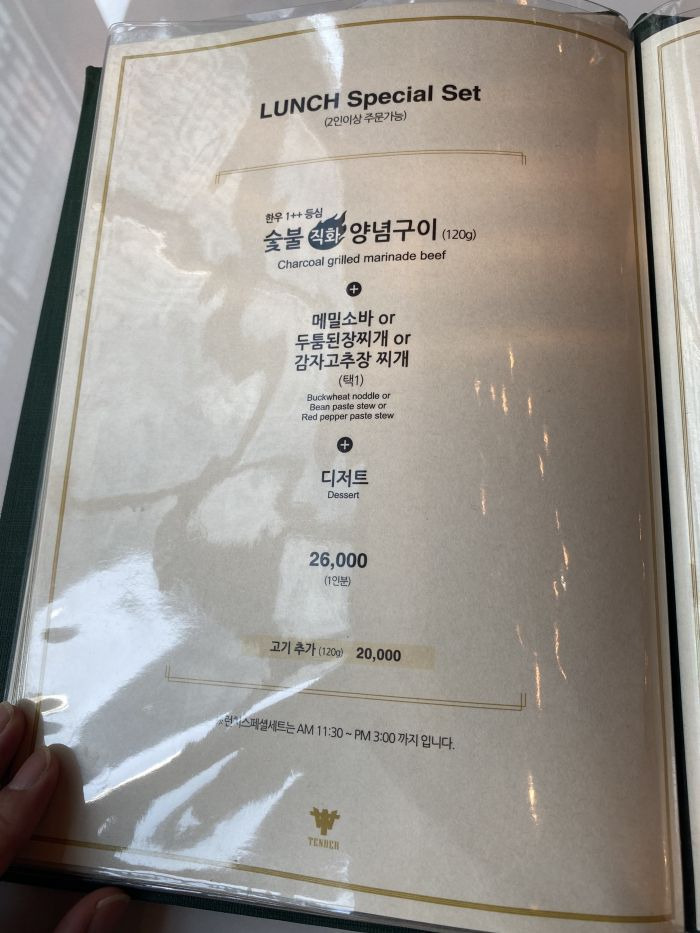 LUNCH Special Set
(2인이상 주문가능)
한우 1++ 등심
숯불 직화 양념구이 (120g)
Charcoal grilled marinade beef
+
메밀소바 or
두툼된장찌개 or
감자고추장 찌개
(택1)
Buckwheat noddle or
Bean paste stew or
Red pepper paste stew
+
디저트
Dessert
26,000
(1인분)
고기 추가 (120g) 20,000
※런치스페셜세트는 AM 11:30 ~ PM 3:00 까지 입니다.
TENDER